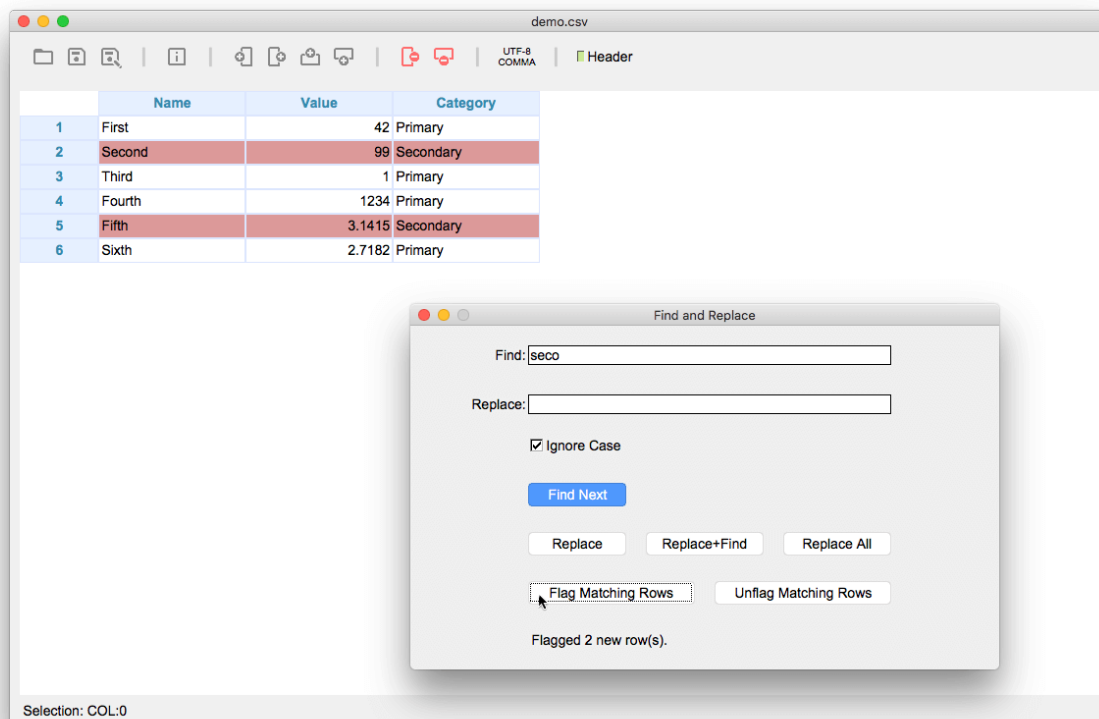 demo.csv
UTF-8
COMMA
Header
Name Value Category
1 First 42 Primary
2 Second 99 Secondary
3 Third 1 Primary
4 Fourth 1234 Primary
5 Fifth 3.1415 Secondary
6 Sixth 2.7182 Primary
Find and Replace
Find: seco
Replace:
Ignore Case
Find Next
Replace Replace+Find Replace All
Flag Matching Rows Unflag Matching Rows
Flagged 2 new row(s).
Selection: COL:0